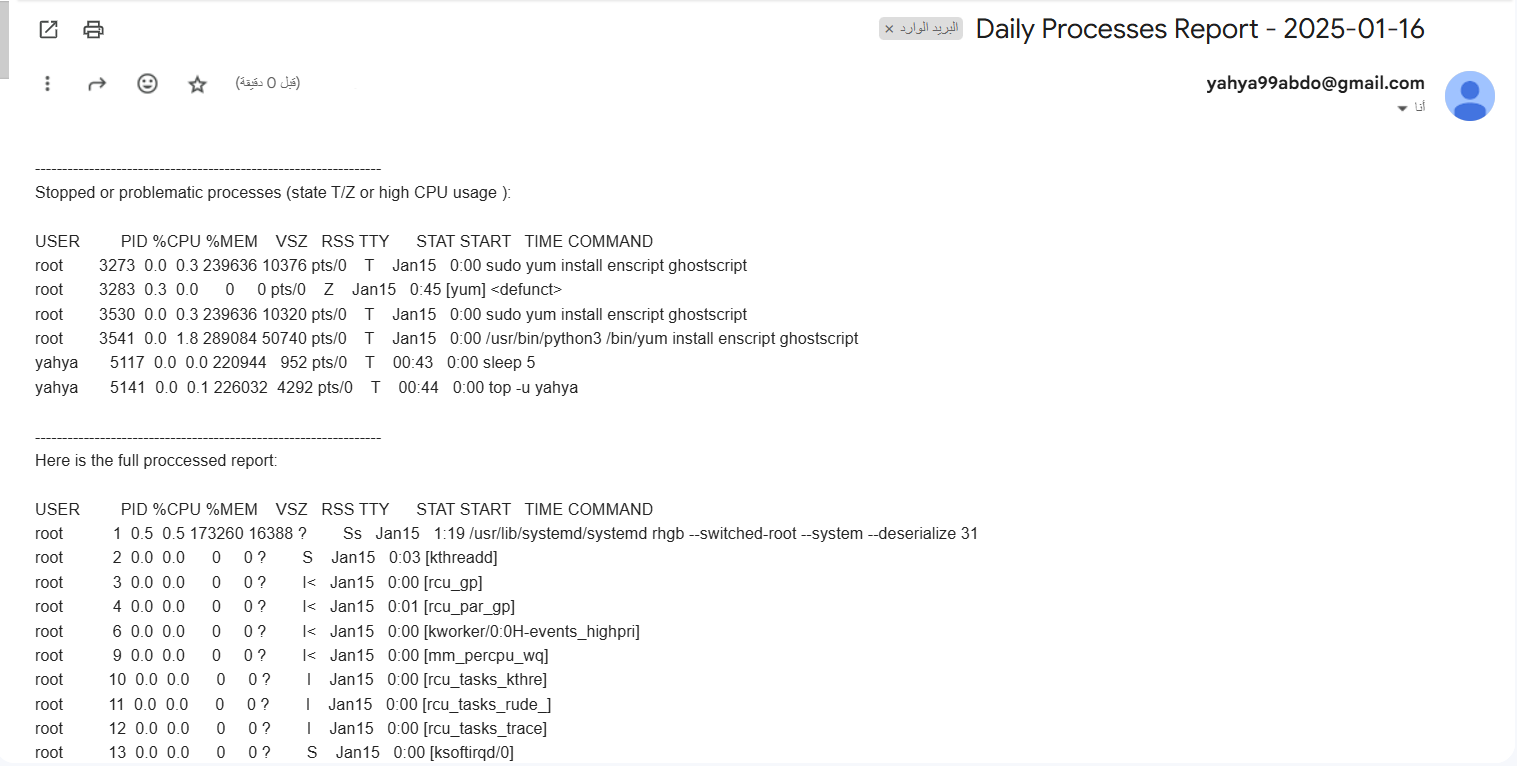 Daily Processes Report - 2025-01-16 البريد الوارد ×
yahya99abdo@gmail.com (قبل 0 دقيقة)
أنا
-----------------------------------------------------------------
Stopped or problematic processes (state T/Z or high CPU usage ):
USER PID %CPU %MEM VSZ RSS TTY STAT START TIME COMMAND
root 3273 0.0 0.3 239636 10376 pts/0 T Jan15 0:00 sudo yum install enscript ghostscript
root 3283 0.3 0.0 0 0 pts/0 Z Jan15 0:45 [yum] <defunct>
root 3530 0.0 0.3 239636 10320 pts/0 T Jan15 0:00 sudo yum install enscript ghostscript
root 3541 0.0 1.8 289084 50740 pts/0 T Jan15 0:00 /usr/bin/python3 /bin/yum install enscript ghostscript
yahya 5117 0.0 0.0 220944 952 pts/0 T 00:43 0:00 sleep 5
yahya 5141 0.0 0.1 226032 4292 pts/0 T 00:44 0:00 top -u yahya
-----------------------------------------------------------------
Here is the full proccessed report:
USER PID %CPU %MEM VSZ RSS TTY STAT START TIME COMMAND
root 1 0.5 0.5 173260 16388 ? Ss Jan15 1:19 /usr/lib/systemd/systemd rhgb --switched-root --system --deserialize 31
root 2 0.0 0.0 0 0 ? S Jan15 0:03 [kthreadd]
root 3 0.0 0.0 0 0 ? I< Jan15 0:00 [rcu_gp]
root 4 0.0 0.0 0 0 ? I< Jan15 0:01 [rcu_par_gp]
root 6 0.0 0.0 0 0 ? I< Jan15 0:00 [kworker/0:0H-events_highpri]
root 9 0.0 0.0 0 0 ? I< Jan15 0:00 [mm_percpu_wq]
root 10 0.0 0.0 0 0 ? I Jan15 0:00 [rcu_tasks_kthre]
root 11 0.0 0.0 0 0 ? I Jan15 0:00 [rcu_tasks_rude_]
root 12 0.0 0.0 0 0 ? I Jan15 0:00 [rcu_tasks_trace]
root 13 0.0 0.0 0 0 ? S Jan15 0:00 [ksoftirqd/0]